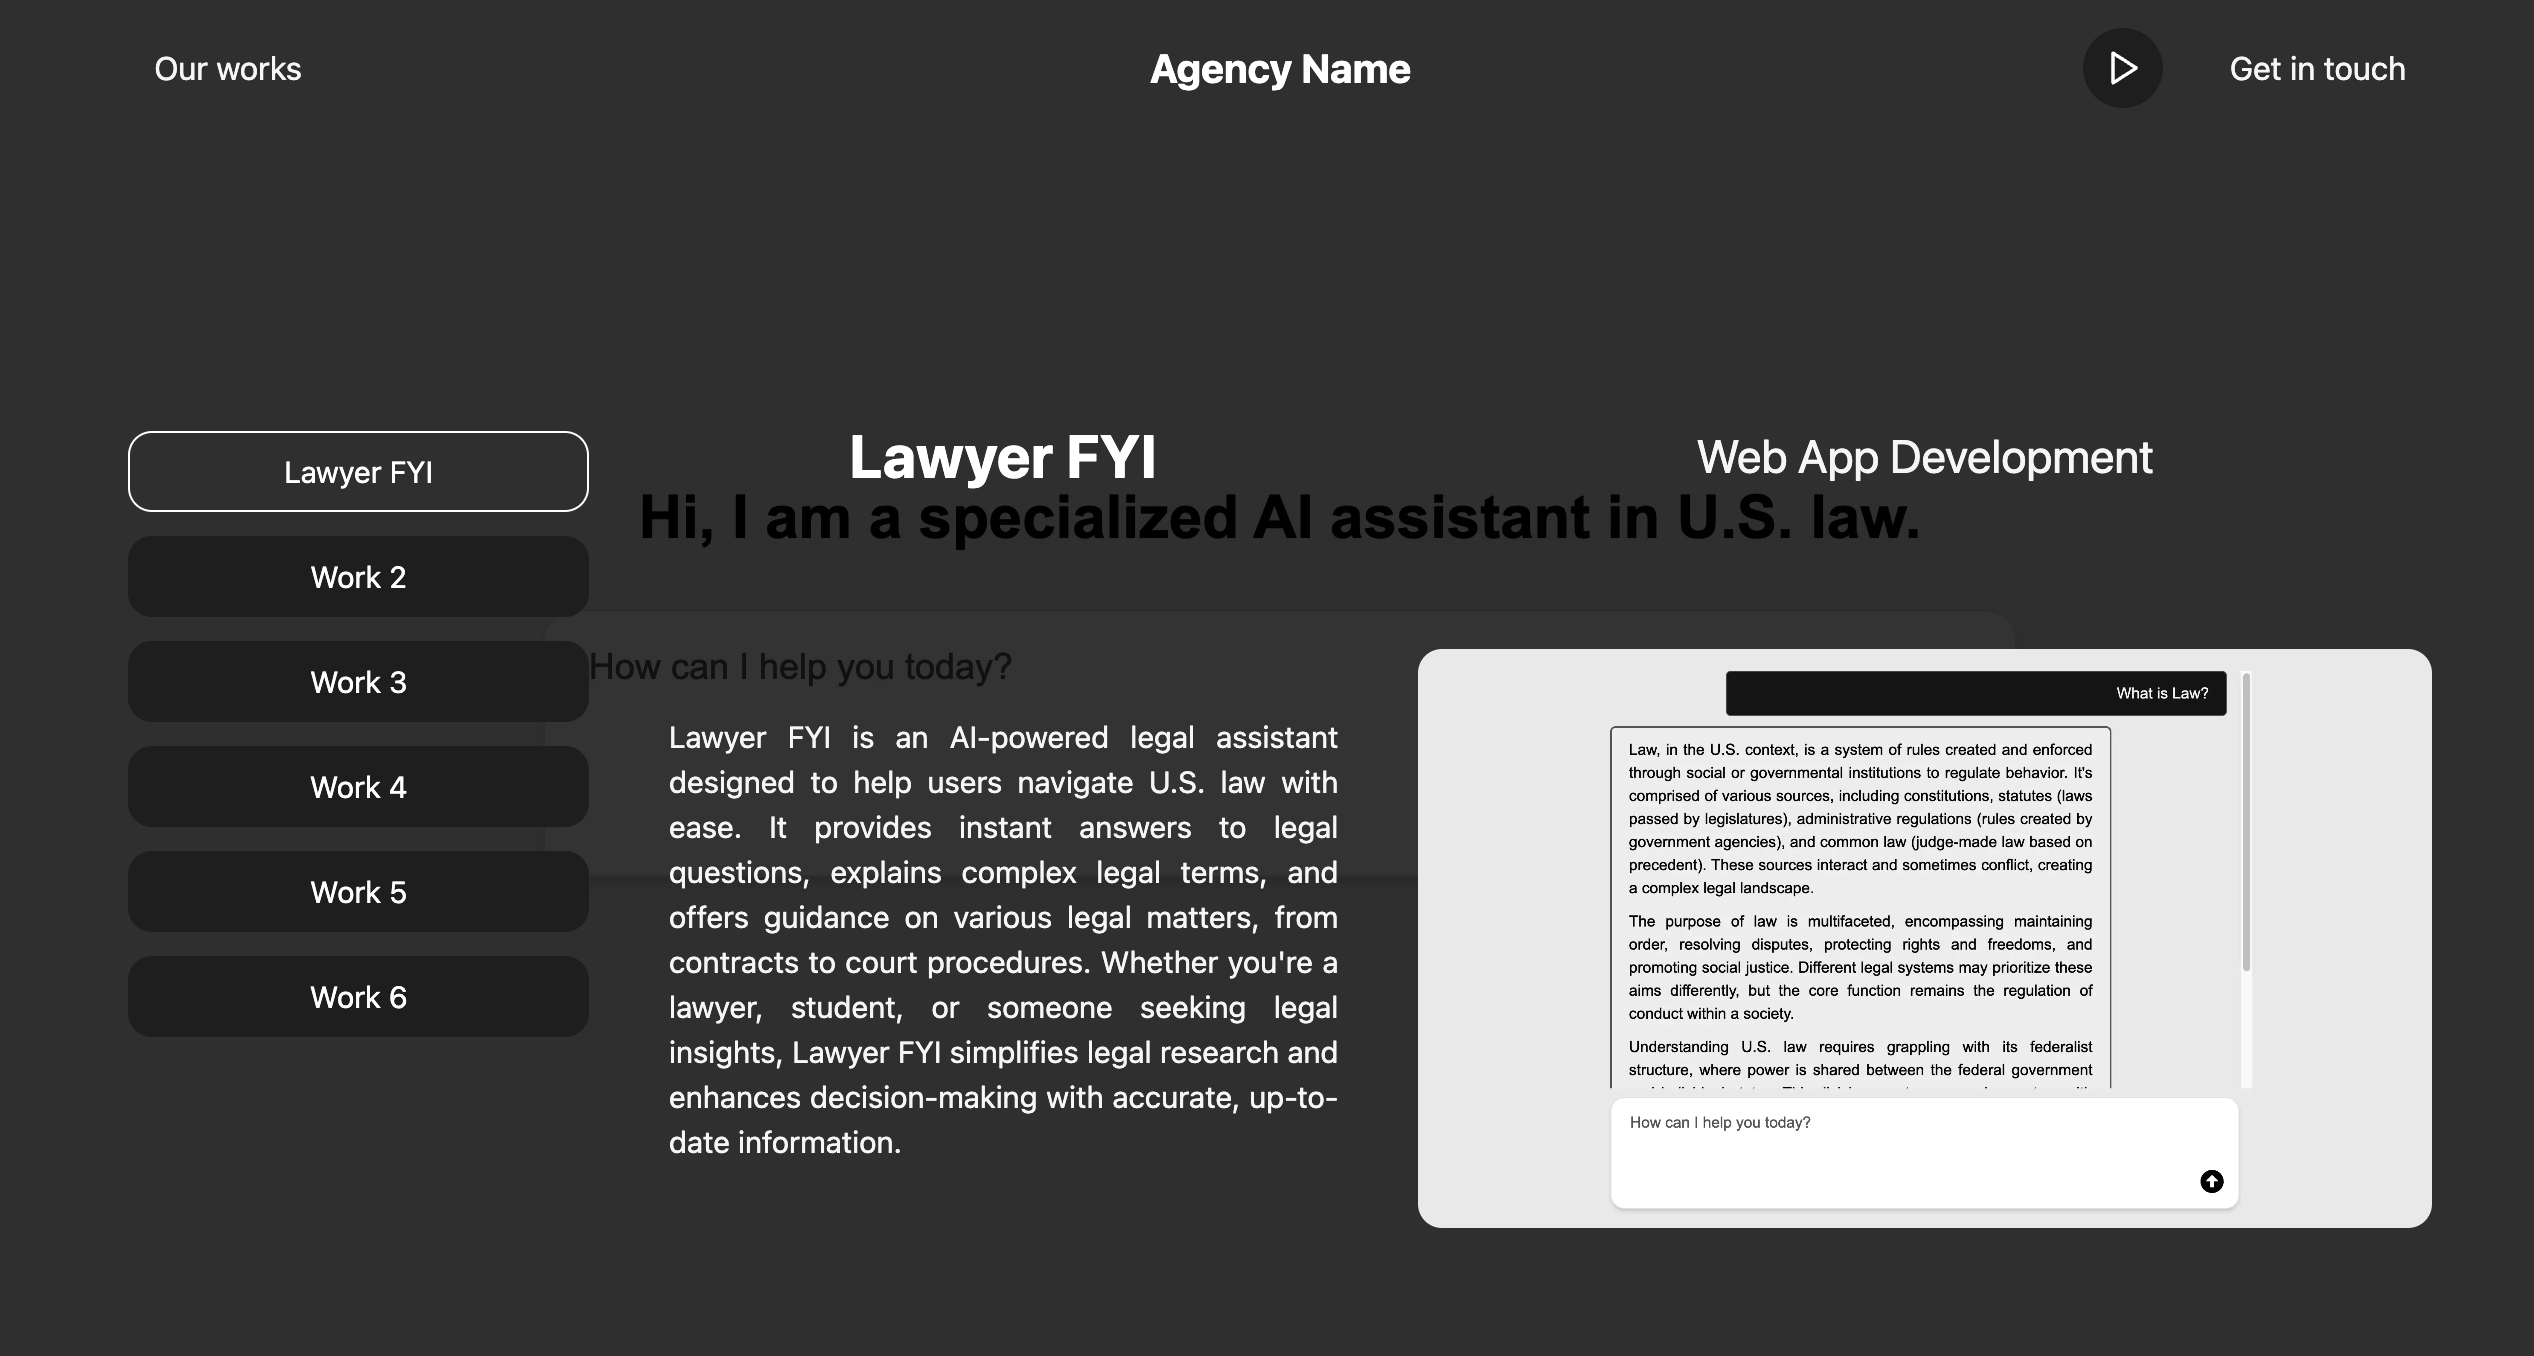 Our works
Agency Name
Get in touch
Lawyer FYI
Work 2
Work 3
Work 4
Work 5
Work 6
Lawyer FYI
Web App Development
Hi, I am a specialized AI assistant in U.S. law.
How can I help you today?
Lawyer FYI is an AI-powered legal assistant
designed to help users navigate U.S. law with
ease. It provides instant answers to legal
questions, explains complex legal terms, and
offers guidance on various legal matters, from
contracts to court procedures. Whether you're a
lawyer, student, or someone seeking legal
insights, Lawyer FYI simplifies legal research and
enhances decision-making with accurate, up-to-
date information.
What is Law?
Law, in the U.S. context, is a system of rules created and enforced
through social or governmental institutions to regulate behavior. It's
comprised of various sources, including constitutions, statutes (laws
passed by legislatures), administrative regulations (rules created by
government agencies), and common law (judge-made law based on
precedent). These sources interact and sometimes conflict, creating
a complex legal landscape.
The purpose of law is multifaceted, encompassing maintaining
order, resolving disputes, protecting rights and freedoms, and
promoting social justice. Different legal systems may prioritize these
aims differently, but the core function remains the regulation of
conduct within a society.
Understanding U.S. law requires grappling with its federalist
structure, where power is shared between the federal government
How can I help you today?